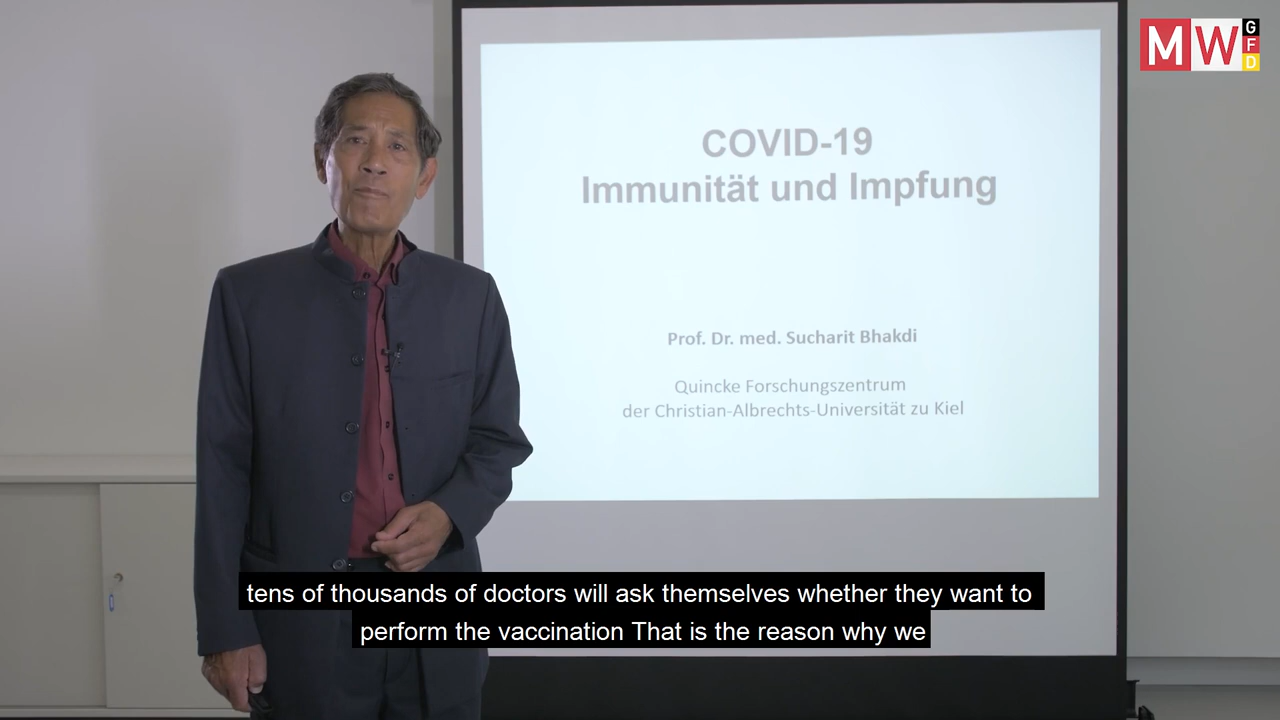 MW
G
F
D
COVID-19
Immunität und Impfung
Prof. Dr. med. Sucharit Bhakdi
Quincke Forschungszentrum
der Christian-Albrechts-Universität zu Kiel
tens of thousands of doctors will ask themselves whether they want to
perform the vaccination That is the reason why we